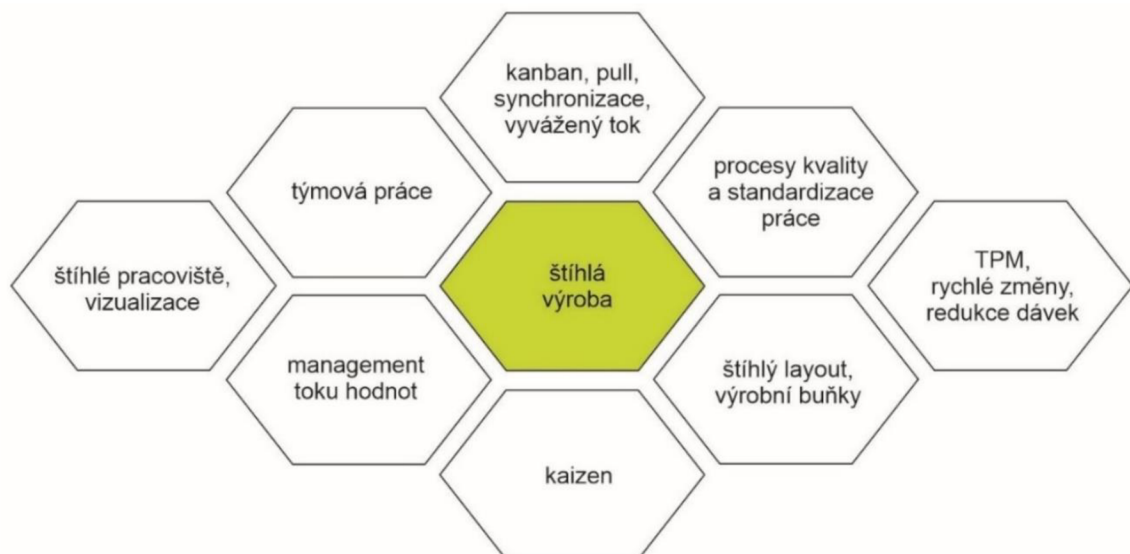 kanban, pull,
synchronizace,
vyvážený tok
týmová práce
procesy kvality
a standardizace
práce
štíhlé pracoviště,
vizualizace
štíhlá
výroba
TPM,
rychlé změny,
redukce dávek
management
toku hodnot
štíhlý layout,
výrobní buňky
kaizen